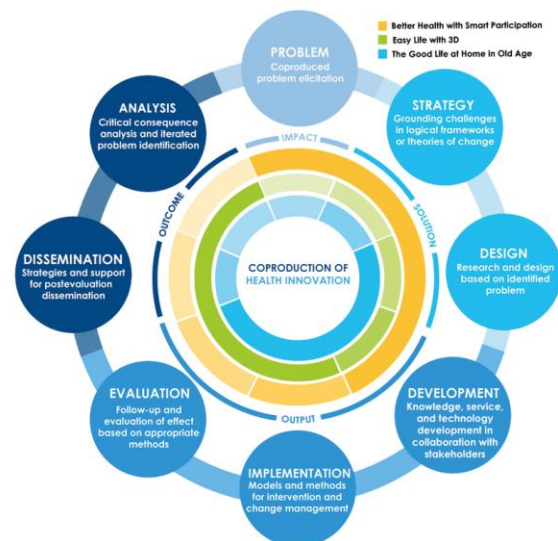 Better Health with Smart Participation
Easy Life with 3D
The Good Life at Home in Old Age
PROBLEM
Coproduced
problem elicitation
STRATEGY
Grounding challenges
in logical frameworks
or theories of change
DESIGN
Research and design
based on identified
problem
DEVELOPMENT
Knowledge, service,
and technology
development in
collaboration with
stakeholders
IMPLEMENTATION
Models and methods
for intervention and
change management
EVALUATION
Follow-up and
evaluation of effect
based on appropriate
methods
DISSEMINATION
Strategies and support
for postevaluation
dissemination
ANALYSIS
Critical consequence
analysis and iterated
problem identification
IMPACT
SOLUTION
OUTPUT
OUTCOME
COPRODUCTION OF
HEALTH INNOVATION